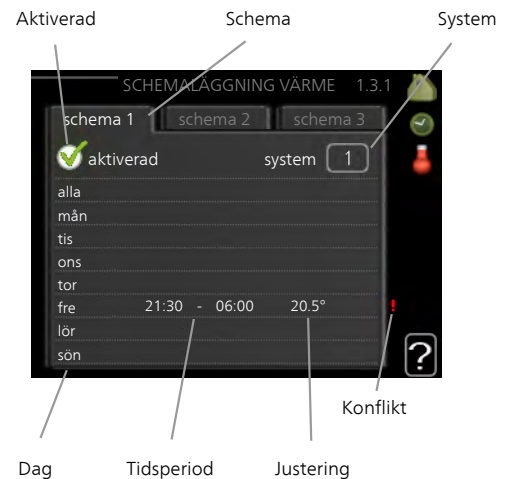 Aktiverad Schema System
SCHEMALÄGGNING VÄRME 1.3.1
schema 1 schema 2 schema 3
aktiverad system 1
alla
mån
tis
ons
tor
fre 21:30 - 06:00 20.5° !
lör
sön
?
Konflikt
Dag Tidsperiod Justering